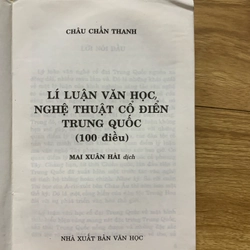 CHÂU CHẤN THANH
LÍ LUẬN VĂN HỌC,
NGHỆ THUẬT CỔ ĐIỂN
TRUNG QUỐC
(100 điều)
MAI XUÂN HẢI dịch
NHÀ XUẤT BẢN VĂN HỌC